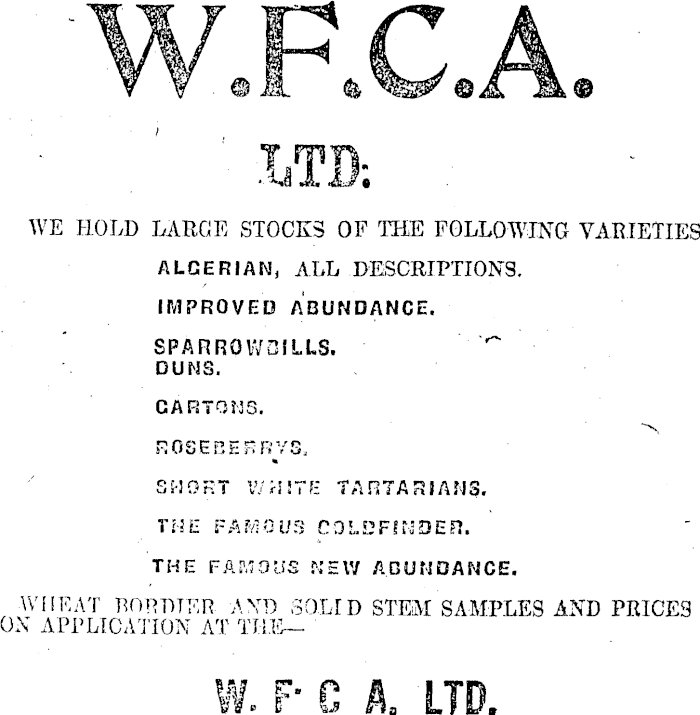 W.F.C.A.
LTD.
WE HOLD LARGE STOCKS OF THE FOLLOWING VARIETIES
ALGERIAN, ALL DESCRIPTIONS.
IMPROVED ABUNDANCE.
SPARROWBILLS.
DUNS.
GARTONS.
ROSEBERRYS.
SHORT WHITE TARTARIANS.
THE FAMOUS GOLDFINDER.
THE FAMOUS NEW ABUNDANCE.
WHEAT BORDIER AND SOLID STEM SAMPLES AND PRICES
ON APPLICATION AT THE—
W. F. C. A. LTD.